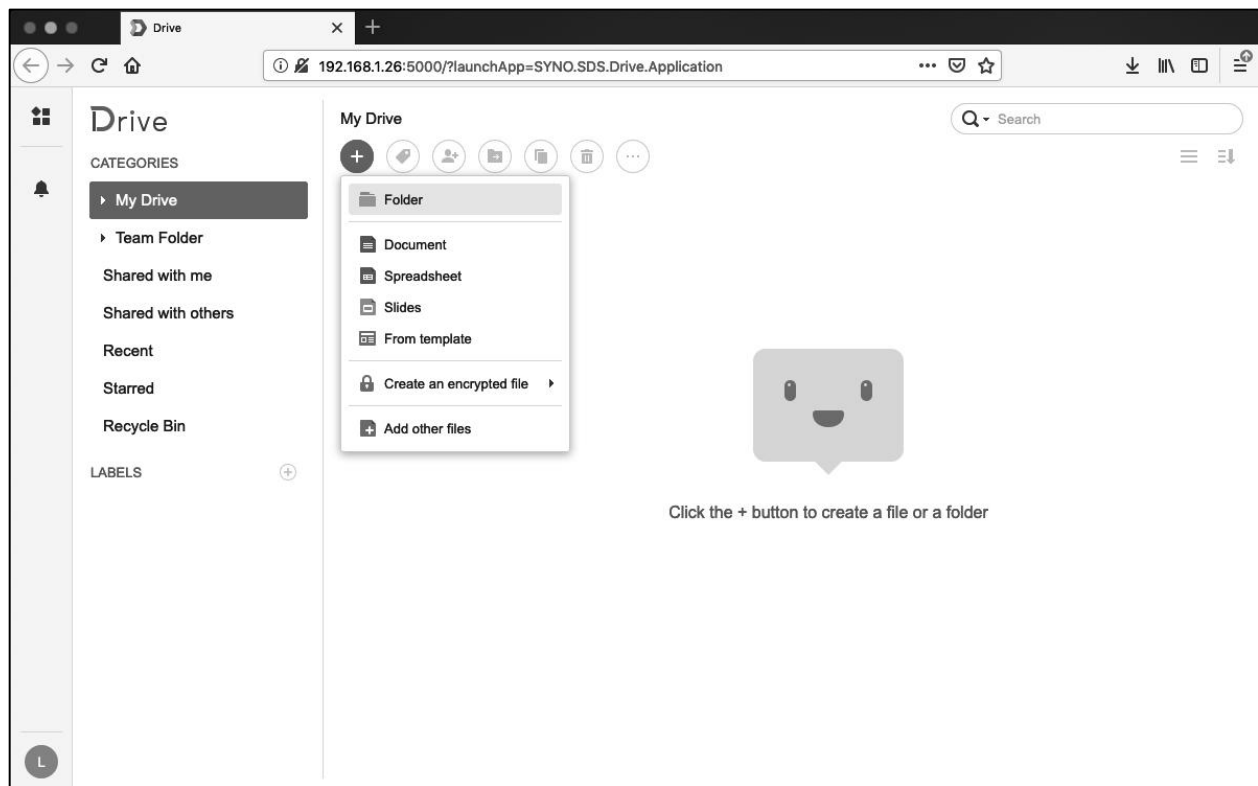 Drive
192.168.1.26:5000/?launchApp=SYNO.SDS.Drive.Application
Drive
CATEGORIES
My Drive
Team Folder
Shared with me
Shared with others
Recent
Starred
Recycle Bin
LABELS
L
My Drive
Search
Folder
Document
Spreadsheet
Slides
From template
Create an encrypted file
Add other files
Click the + button to create a file or a folder